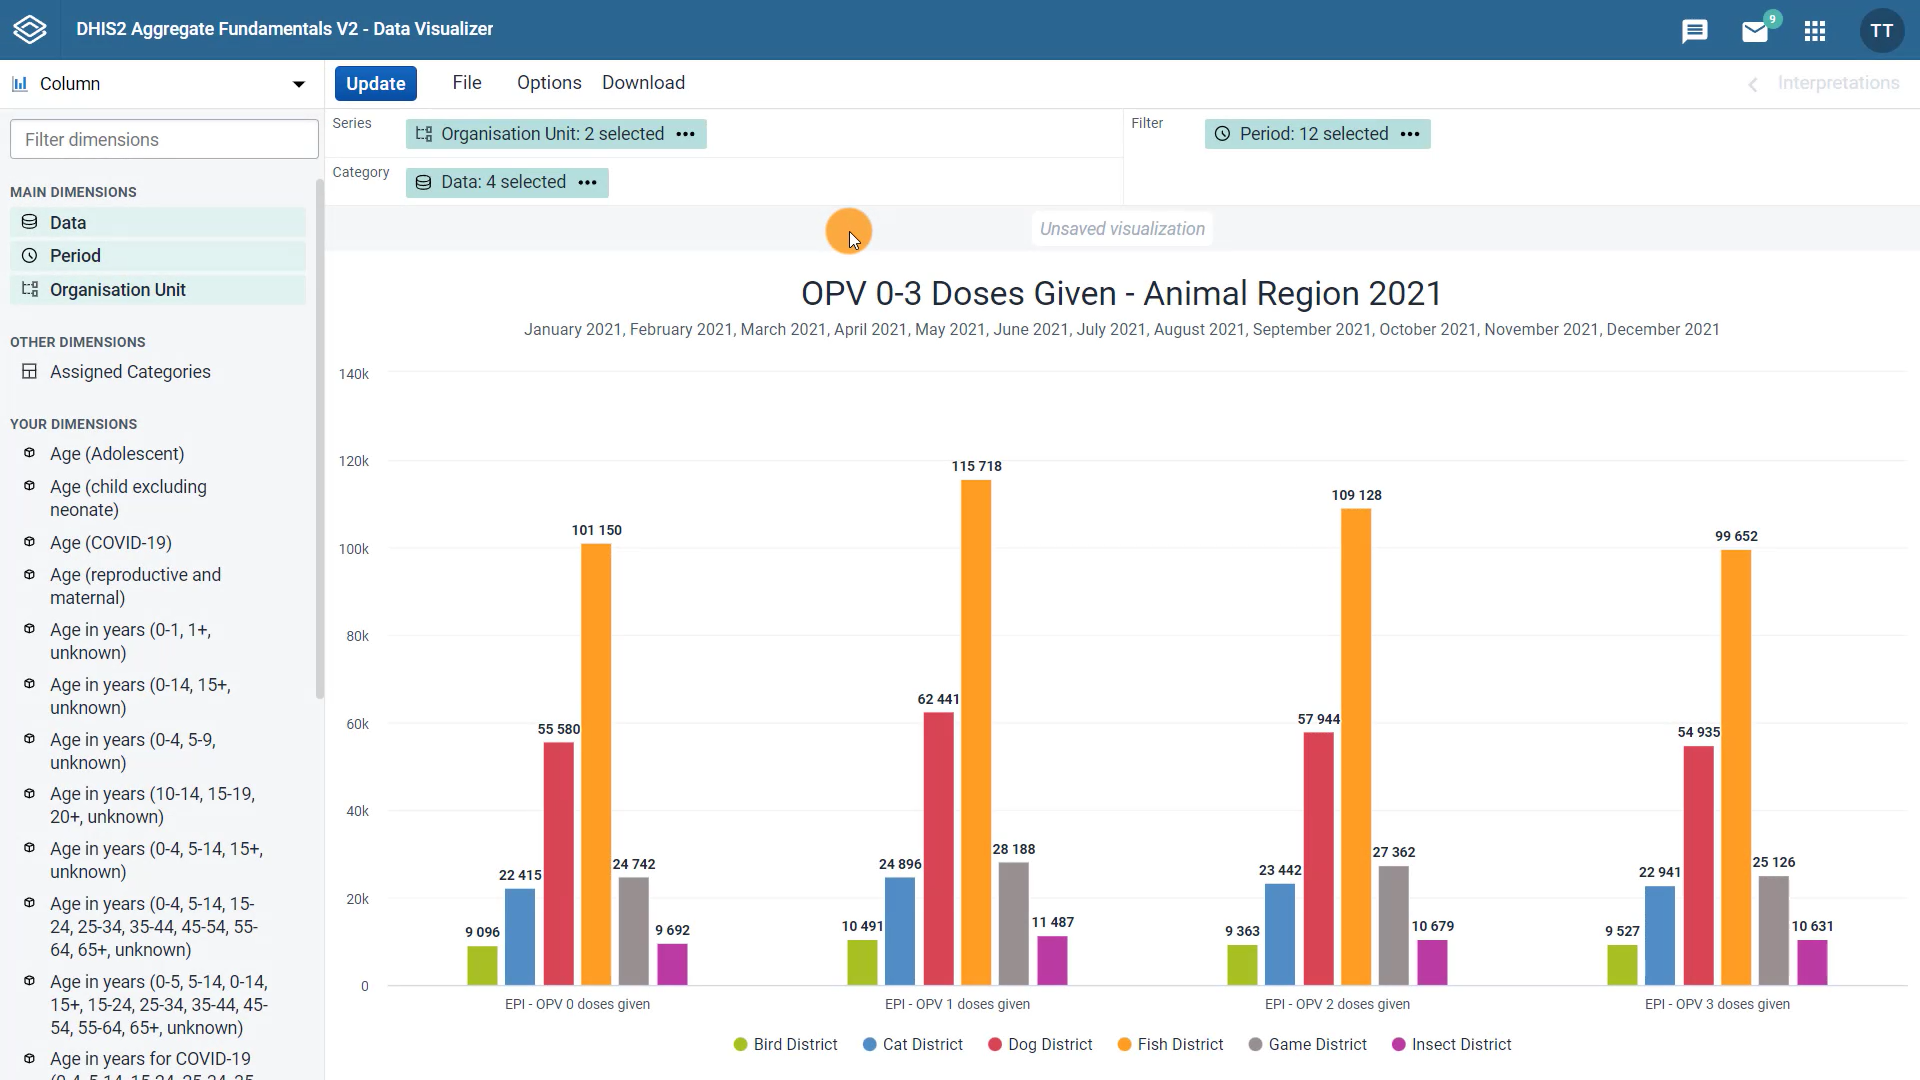 DHIS2 Aggregate Fundamentals V2 - Data Visualizer
9
TT
Column
Update
File
Options
Download
Interpretations
Filter dimensions
Series
Organisation Unit: 2 selected
Filter
Period: 12 selected
Category
Data: 4 selected
MAIN DIMENSIONS
Data
Period
Organisation Unit
OTHER DIMENSIONS
Assigned Categories
YOUR DIMENSIONS
Age (Adolescent)
Age (child excluding
neonate)
Age (COVID-19)
Age (reproductive and
maternal)
Age in years (0-1, 1+,
unknown)
Age in years (0-14, 15+,
unknown)
Age in years (0-4, 5-9,
unknown)
Age in years (10-14, 15-19,
20+, unknown)
Age in years (0-4, 5-14, 15+,
unknown)
Age in years (0-4, 5-14, 15-
24, 25-34, 35-44, 45-54, 55-
64, 65+, unknown)
Age in years (0-5, 5-14, 0-14,
15+, 15-24, 25-34, 35-44, 45-
54, 55-64, 65+, unknown)
Age in years for COVID-19
Unsaved visualization
OPV 0-3 Doses Given - Animal Region 2021
January 2021, February 2021, March 2021, April 2021, May 2021, June 2021, July 2021, August 2021, September 2021, October 2021, November 2021, December 2021
140k
120k
100k
80k
60k
40k
20k
0
9 096
22 415
55 580
101 150
24 742
9 692
10 491
24 896
62 441
115 718
28 188
11 487
9 363
23 442
57 944
109 128
27 362
10 679
9 527
22 941
54 935
99 652
25 126
10 631
EPI - OPV 0 doses given
EPI - OPV 1 doses given
EPI - OPV 2 doses given
EPI - OPV 3 doses given
Bird District
Cat District
Dog District
Fish District
Game District
Insect District